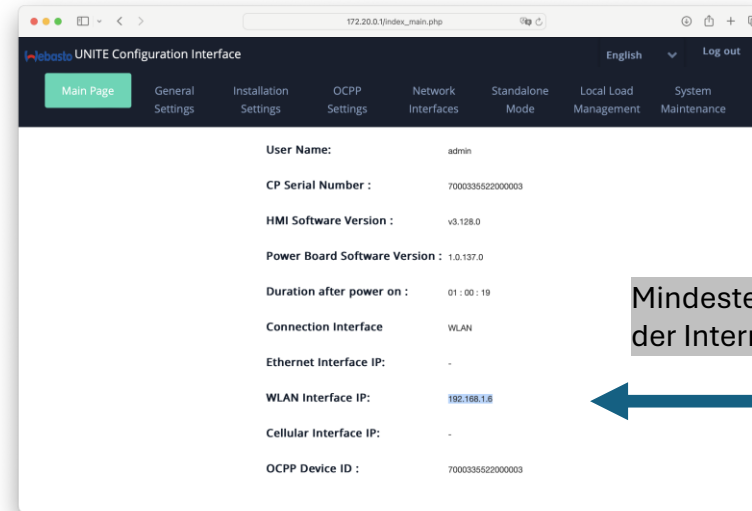 172.20.0.1/index_main.php
Webasto UNITE Configuration Interface
English
Log out
Main Page
General Settings
Installation Settings
OCPP Settings
Network Interfaces
Standalone Mode
Local Load Management
System Maintenance
User Name: admin
CP Serial Number : 7000335522000003
HMI Software Version : v3.128.0
Power Board Software Version : 1.0.137.0
Duration after power on : 01 : 00 : 19
Connection Interface WLAN
Ethernet Interface IP: -
WLAN Interface IP: 192.168.1.6
Cellular Interface IP: -
OCPP Device ID : 7000335522000003
Mindeste
der Inter